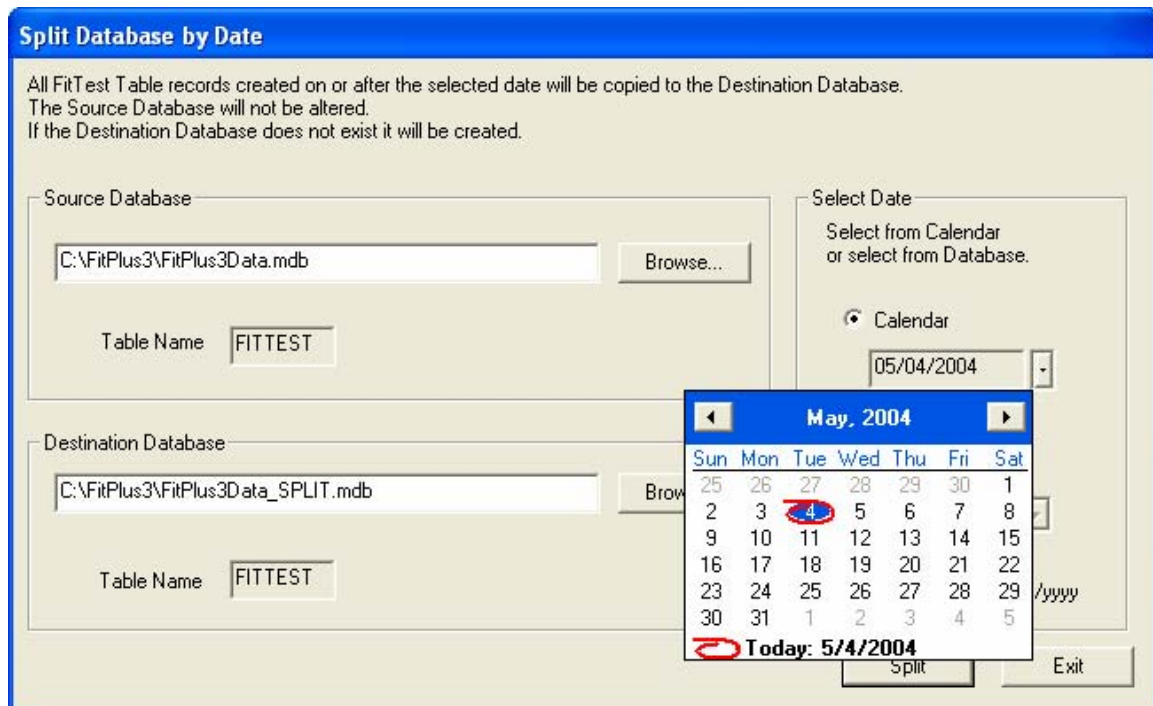 Split Database by Date
All FitTest Table records created on or after the selected date will be copied to the Destination Database.
The Source Database will not be altered.
If the Destination Database does not exist it will be created.
Source Database
C:\FitPlus3\FitPlus3Data.mdb
Browse...
Table Name FITTEST
Select Date
Select from Calendar
or select from Database.
Calendar
05/04/2004
May, 2004
Sun Mon Tue Wed Thu Fri Sat
25 26 27 28 29 30 1
2 3 4 5 6 7 8
9 10 11 12 13 14 15
16 17 18 19 20 21 22
23 24 25 26 27 28 29
30 31 1 2 3 4 5
Today: 5/4/2004
/yyyy
Destination Database
C:\FitPlus3\FitPlus3Data_SPLIT.mdb
Brow
Table Name FITTEST
Split
Exit